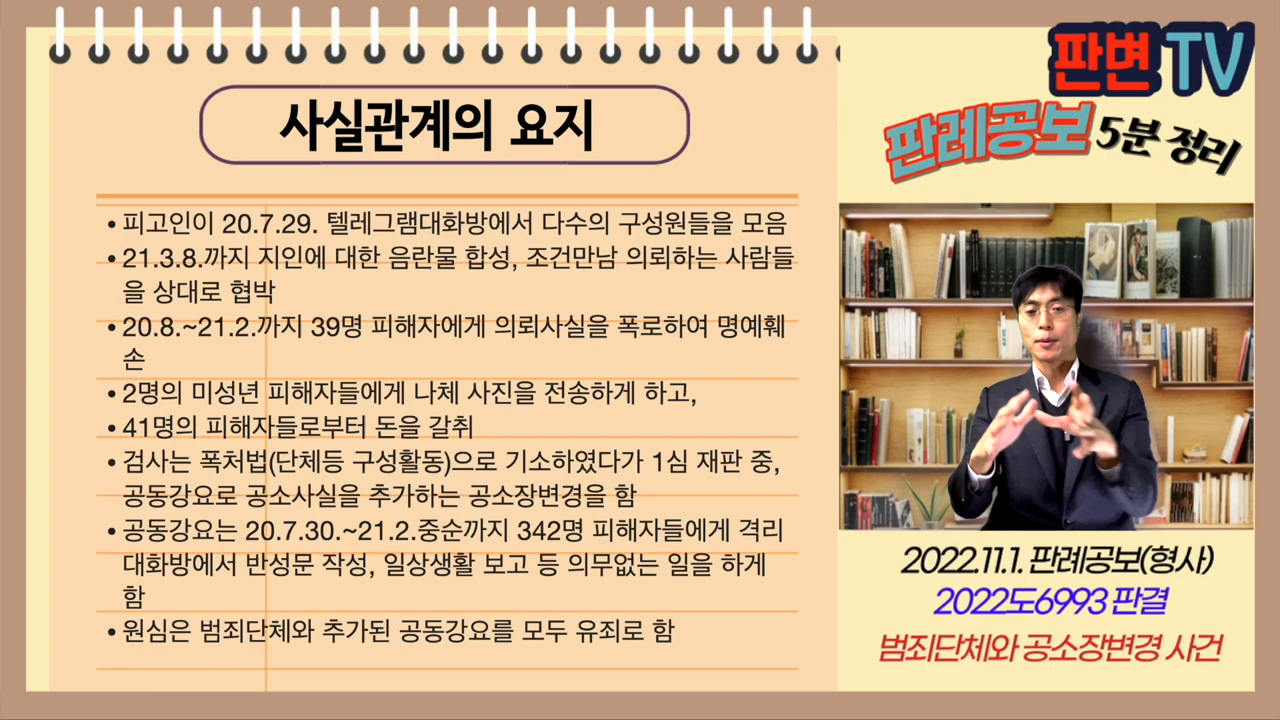 사실관계의 요지
• 피고인이 20.7.29. 텔레그램대화방에서 다수의 구성원들을 모음
• 21.3.8.까지 지인에 대한 음란물 합성, 조건만남 의뢰하는 사람들
을 상대로 협박
• 20.8.~21.2.까지 39명 피해자에게 의뢰사실을 폭로하여 명예훼
손
• 2명의 미성년 피해자들에게 나체 사진을 전송하게 하고,
• 41명의 피해자들로부터 돈을 갈취
• 검사는 폭처법(단체등 구성활동)으로 기소하였다가 1심 재판 중,
공동강요로 공소사실을 추가하는 공소장변경을 함
• 공동강요는 20.7.30.~21.2.중순까지 342명 피해자들에게 격리
대화방에서 반성문 작성, 일상생활 보고 등 의무없는 일을 하게
함
• 원심은 범죄단체와 추가된 공동강요를 모두 유죄로 함
판변 TV
판례공보 5분 정리
2022.11.1. 판례공보(형사)
2022도6993 판결
범죄단체와 공소장변경 사건